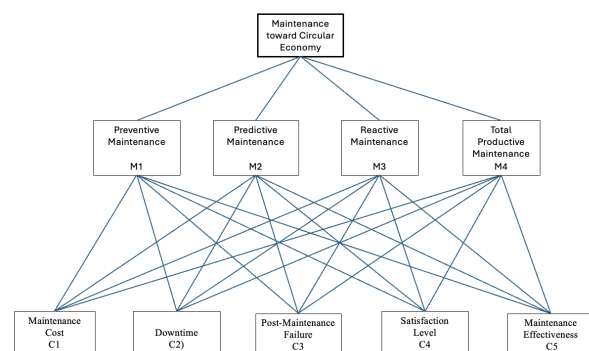 Maintenance
toward Circular
Economy
Preventive
Maintenance
M1
Predictive
Maintenance
M2
Reactive
Maintenance
M3
Total
Productive
Maintenance
M4
Maintenance
Cost
C1
Downtime
C2)
Post-Maintenance
Failure
C3
Satisfaction
Level
C4
Maintenance
Effectiveness
C5